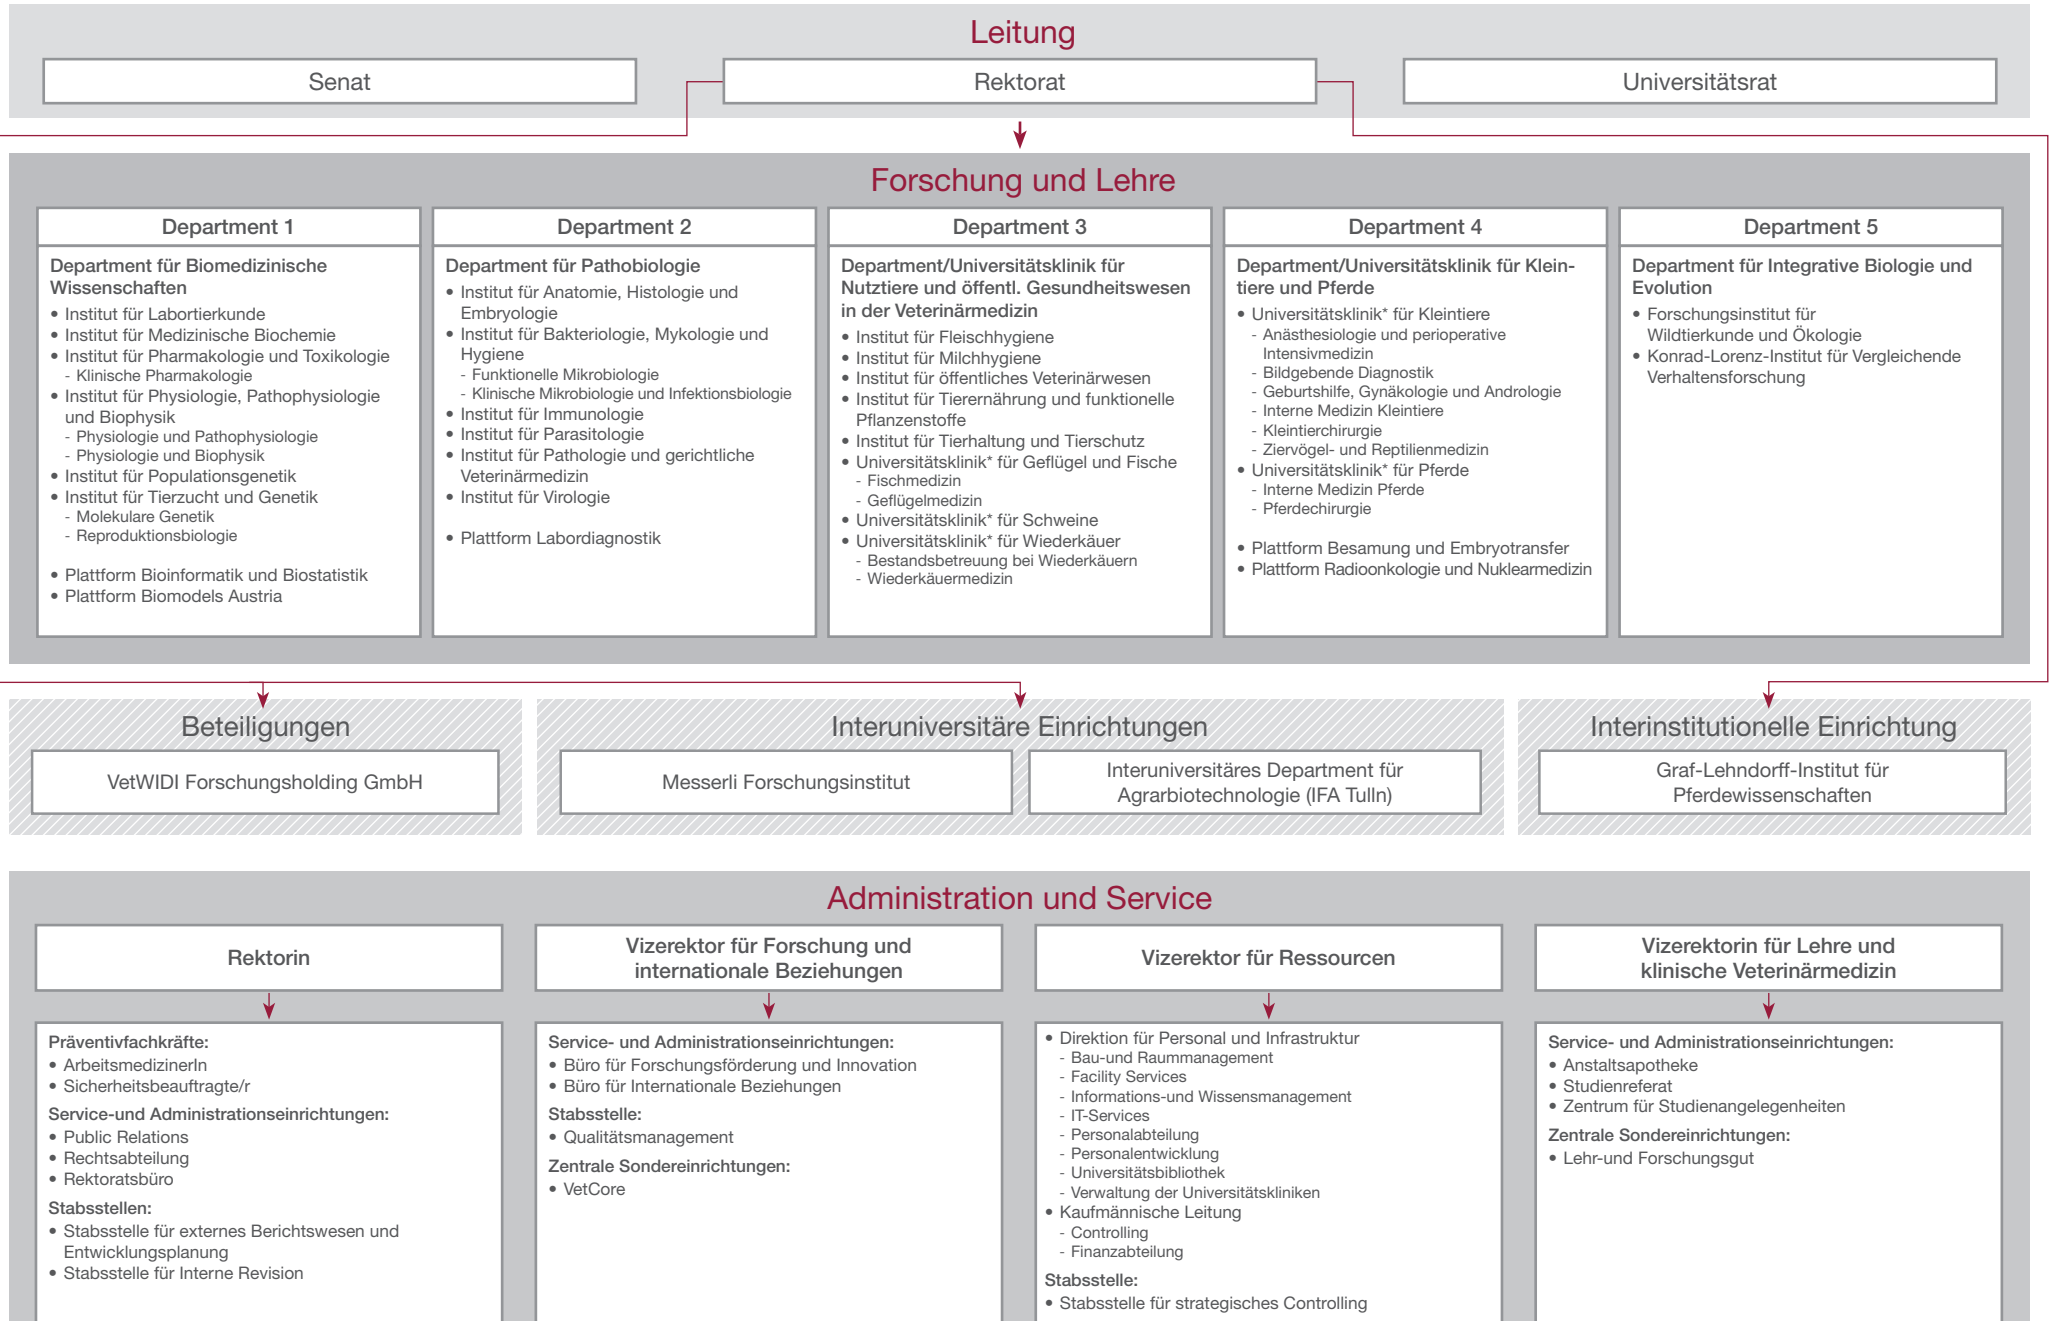 Leitung
Senat
Rektorat
Universitätsrat
Forschung und Lehre
Department 1
Department für Biomedizinische
Wissenschaften
• Institut für Labortierkunde
• Institut für Medizinische Biochemie
• Institut für Pharmakologie und Toxikologie
- Klinische Pharmakologie
• Institut für Physiologie, Pathophysiologie
und Biophysik
- Physiologie und Pathophysiologie
- Physiologie und Biophysik
• Institut für Populationsgenetik
• Institut für Tierzucht und Genetik
- Molekulare Genetik
- Reproduktionsbiologie
• Plattform Bioinformatik und Biostatistik
• Plattform Biomodels Austria
Department 2
Department für Pathobiologie
• Institut für Anatomie, Histologie und
Embryologie
• Institut für Bakteriologie, Mykologie und
Hygiene
- Funktionelle Mikrobiologie
- Klinische Mikrobiologie und Infektionsbiologie
• Institut für Immunologie
• Institut für Parasitologie
• Institut für Pathologie und gerichtliche
Veterinärmedizin
• Institut für Virologie
• Plattform Labordiagnostik
Department 3
Department/Universitätsklinik für
Nutztiere und öffentl. Gesundheitswesen
in der Veterinärmedizin
• Institut für Fleischhygiene
• Institut für Milchhygiene
• Institut für öffentliches Veterinärwesen
• Institut für Tierernährung und funktionelle
Pflanzenstoffe
• Institut für Tierhaltung und Tierschutz
• Universitätsklinik* für Geflügel und Fische
- Fischmedizin
- Geflügelmedizin
• Universitätsklinik* für Schweine
• Universitätsklinik* für Wiederkäuer
- Bestandsbetreuung bei Wiederkäuern
- Wiederkäuermedizin
Department 4
Department/Universitätsklinik für Klein-
tiere und Pferde
• Universitätsklinik* für Kleintiere
- Anästhesiologie und perioperative
Intensivmedizin
- Bildgebende Diagnostik
- Geburtshilfe, Gynäkologie und Andrologie
- Interne Medizin Kleintiere
- Kleintierchirurgie
- Ziervögel- und Reptilienmedizin
• Universitätsklinik* für Pferde
- Interne Medizin Pferde
- Pferdechirurgie
• Plattform Besamung und Embryotransfer
• Plattform Radioonkologie und Nuklearmedizin
Department 5
Department für Integrative Biologie und
Evolution
• Forschungsinstitut für
Wildtierkunde und Ökologie
• Konrad-Lorenz-Institut für Vergleichende
Verhaltensforschung
Beteiligungen
VetWIDI Forschungsholding GmbH
Interuniversitäre Einrichtungen
Messerli Forschungsinstitut
Interuniversitäres Department für
Agrarbiotechnologie (IFA Tulln)
Interinstitutionelle Einrichtung
Graf-Lehndorff-Institut für
Pferdewissenschaften
Administration und Service
Rektorin
Präventivfachkräfte:
• ArbeitsmedizinerIn
• Sicherheitsbeauftragte/r
Service-und Administrationseinrichtungen:
• Public Relations
• Rechtsabteilung
• Rektoratsbüro
Stabsstellen:
• Stabsstelle für externes Berichtswesen und
Entwicklungsplanung
• Stabsstelle für Interne Revision
Vizerektor für Forschung und
internationale Beziehungen
Service- und Administrationseinrichtungen:
• Büro für Forschungsförderung und Innovation
• Büro für Internationale Beziehungen
Stabsstelle:
• Qualitätsmanagement
Zentrale Sondereinrichtungen:
• VetCore
Vizerektor für Ressourcen
• Direktion für Personal und Infrastruktur
- Bau-und Raummanagement
- Facility Services
- Informations-und Wissensmanagement
- IT-Services
- Personalabteilung
- Personalentwicklung
- Universitätsbibliothek
- Verwaltung der Universitätskliniken
• Kaufmännische Leitung
- Controlling
- Finanzabteilung
Stabsstelle:
• Stabsstelle für strategisches Controlling
Vizerektorin für Lehre und
klinische Veterinärmedizin
Service- und Administrationseinrichtungen:
• Anstaltsapotheke
• Studienreferat
• Zentrum für Studienangelegenheiten
Zentrale Sondereinrichtungen:
• Lehr-und Forschungsgut